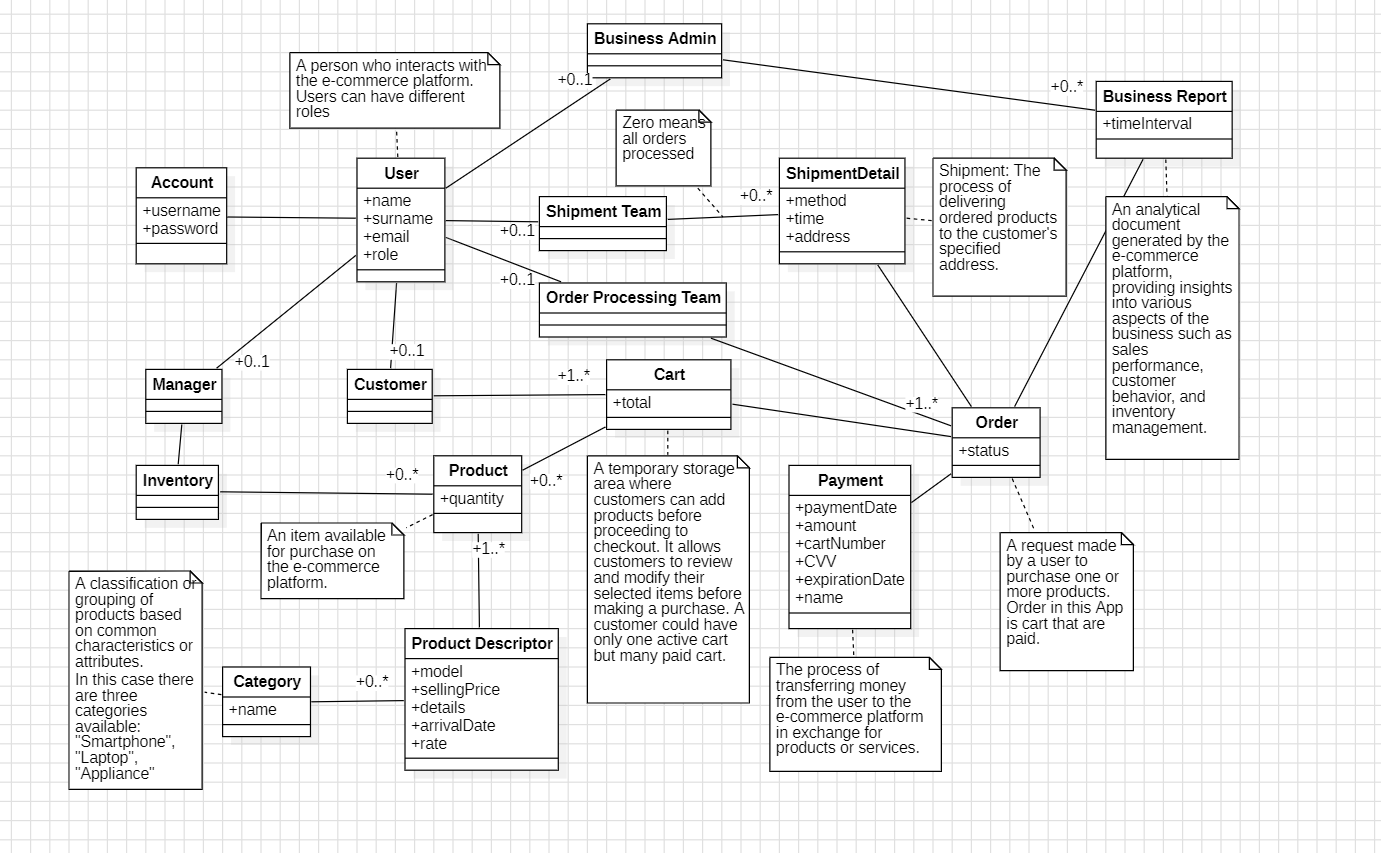 Business Admin
+0..1
+0..*
Business Report
+timeInterval
A person who interacts with
the e-commerce platform.
Users can have different
roles
Zero means
all orders
processed
Account
+username
+password
User
+name
+surname
+email
+role
Shipment Team
+0..1
+0..*
ShipmentDetail
+method
+time
+address
Shipment: The
process of
delivering
ordered products
to the customer's
specified
address.
An analytical
document
generated by the
e-commerce
platform,
providing insights
into various
aspects of the
business such as
sales
performance,
customer
behavior, and
inventory
management.
+0..1
Order Processing Team
+0..1
Manager
+0..1
Customer
+1..*
Cart
+total
+1..*
Order
+status
Inventory
+0..*
Product
+quantity
+0..*
An item available
for purchase on
the e-commerce
platform.
+1..*
A temporary storage
area where
customers can add
products before
proceeding to
checkout. It allows
customers to review
and modify their
selected items before
making a purchase. A
customer could have
only one active cart
but many paid cart.
Payment
+paymentDate
+amount
+cartNumber
+CVV
+expirationDate
+name
A request made
by a user to
purchase one or
more products.
Order in this App
is cart that are
paid.
A classification or
grouping of
products based
on common
characteristics or
attributes.
In this case there
are three
categories
available:
"Smartphone",
"Laptop",
"Appliance"
Category
+name
+0..*
Product Descriptor
+model
+sellingPrice
+details
+arrivalDate
+rate
The process of
transferring money
from the user to the
e-commerce platform
in exchange for
products or services.